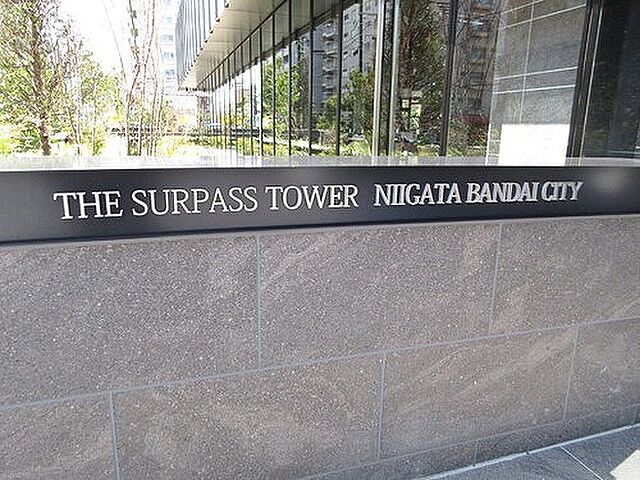 THE SURPASS TOWER NIIGATA BANDAI CITY